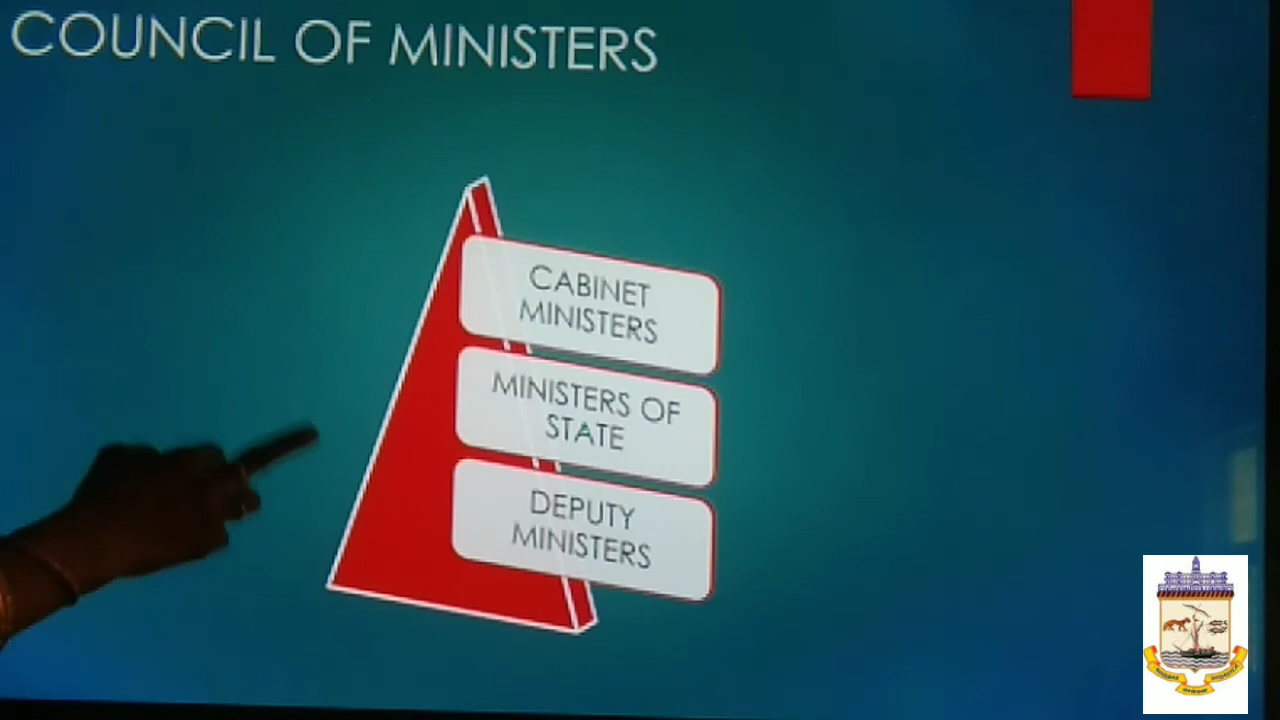 COUNCIL OF MINISTERS
CABINET
MINISTERS
MINISTERS OF
STATE
DEPUTY
MINISTERS